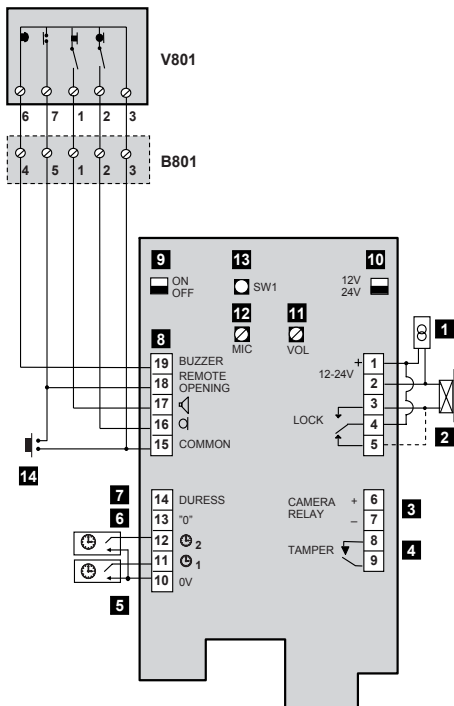 V801
6 7 1 2 3
B801
4 5 1 2 3
9 13 10
ON
OFF
SW1
12V
24V
12 11 1
MIC VOL
8
19 BUZZER
18 REMOTE
OPENING
17
16
15 COMMON
+ 1
12-24V
2
3
LOCK 4
5
2
14
7 14 DURESS
6 13 "0"
12 2
11 1
10 0V
5
CAMERA + 6
RELAY – 7
3
TAMPER 8
9
4